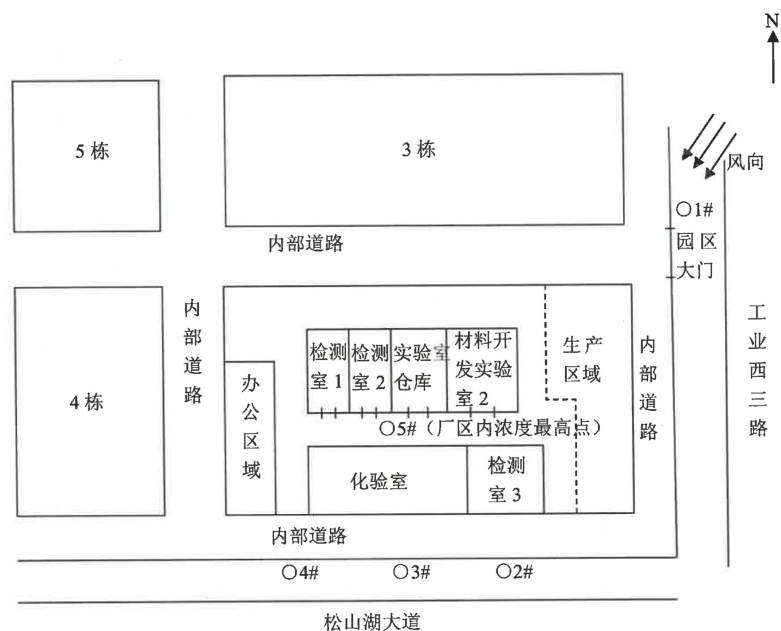 N
5 栋
3 栋
风向
○1#
园区
大门
内部道路
内部道路
4 栋
办公区域
检测
室 1
检测
室 2
实验室
仓库
材料开
发实验
室 2
生产
区域
内部道路
工业西三路
○5#（厂区内浓度最高点）
化验室
检测
室 3
内部道路
○4#
○3#
○2#
松山湖大道